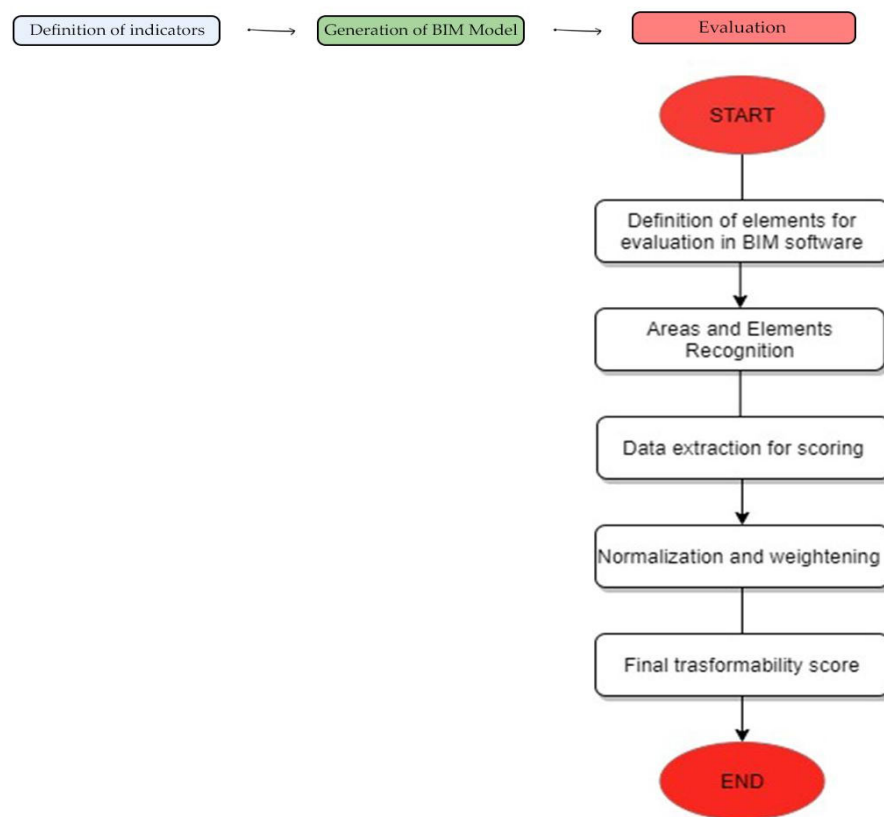 Definition of indicators
Generation of BIM Model
Evaluation
START
Definition of elements for
evaluation in BIM software
Areas and Elements
Recognition
Data extraction for scoring
Normalization and weightening
Final trasformability score
END